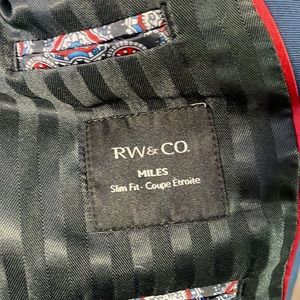 RW&CO.
MILES
Slim Fit - Coupe Étroite